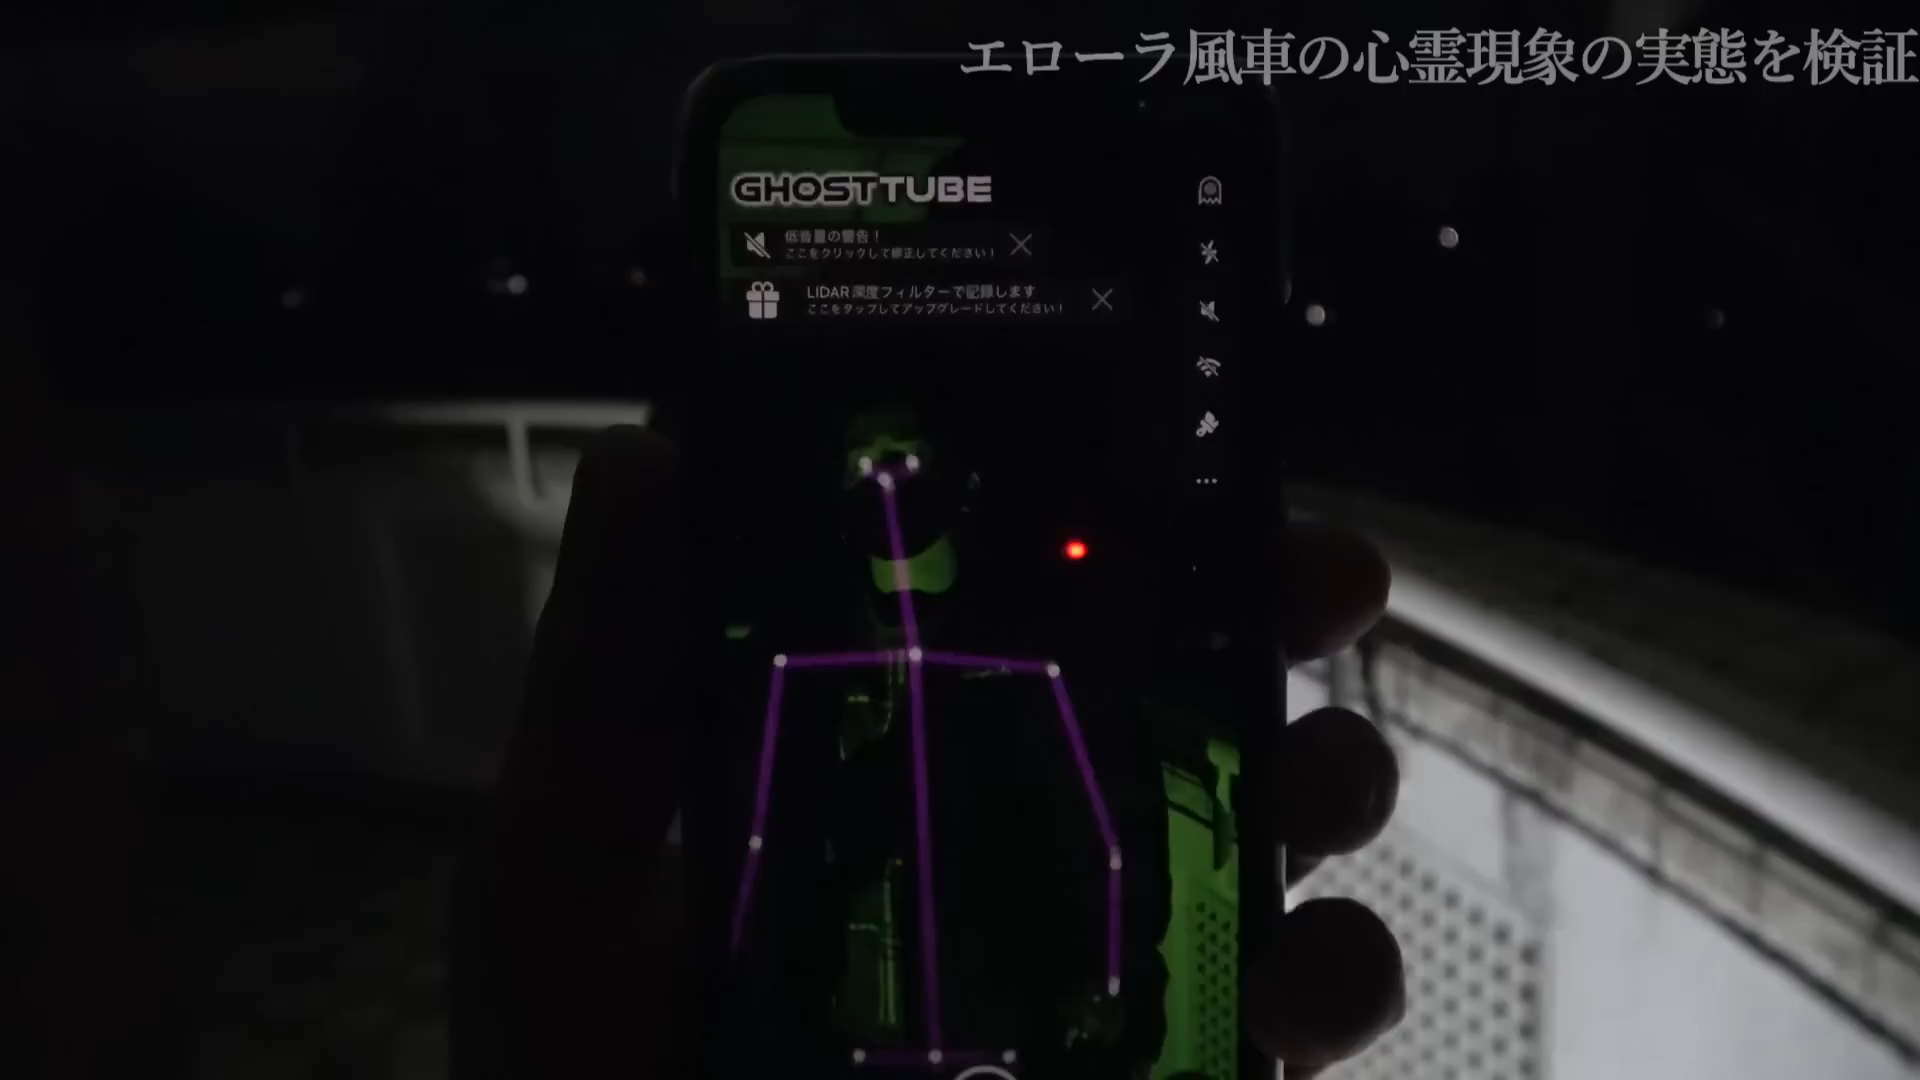 エローラ風車の心霊現象の実態を検証
GHOSTTUBE
低音量の警告！
ここをクリックして修正してください！
LIDAR深度フィルターで記録します
ここをタップしてアップグレードしてください！